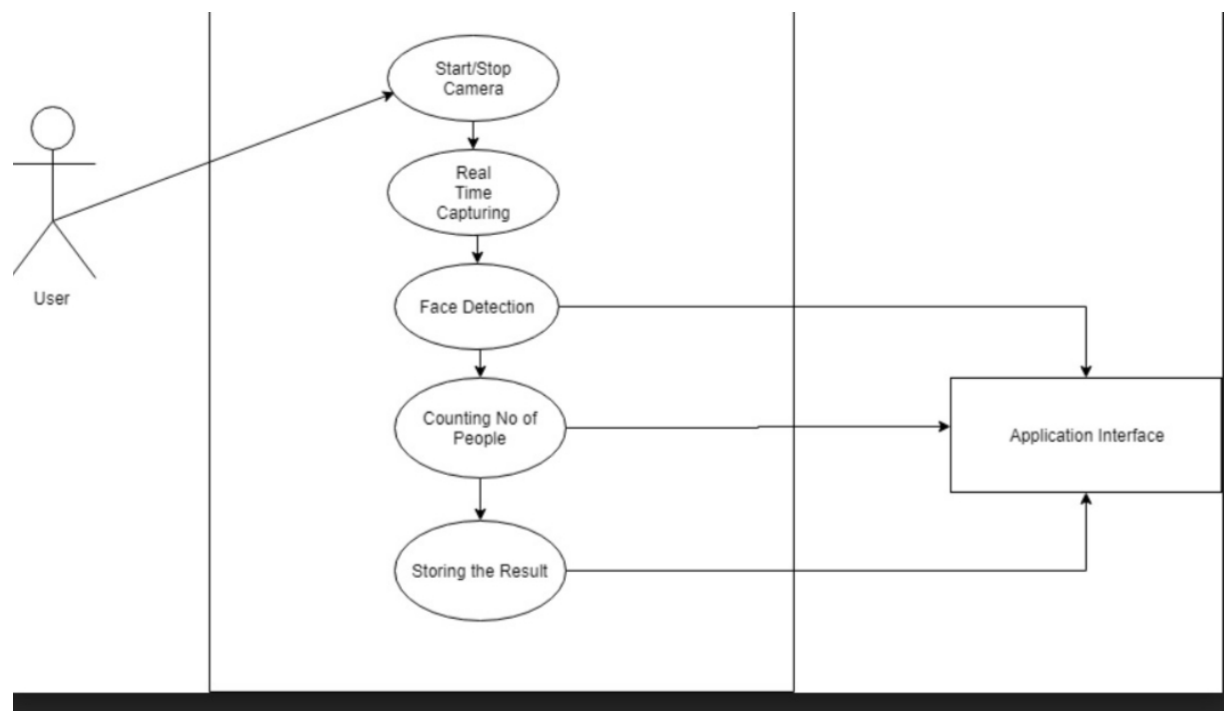 Start/Stop
Camera
Real
Time
Capturing
User
Face Detection
Counting No of
People
Application Interface
Storing the Result